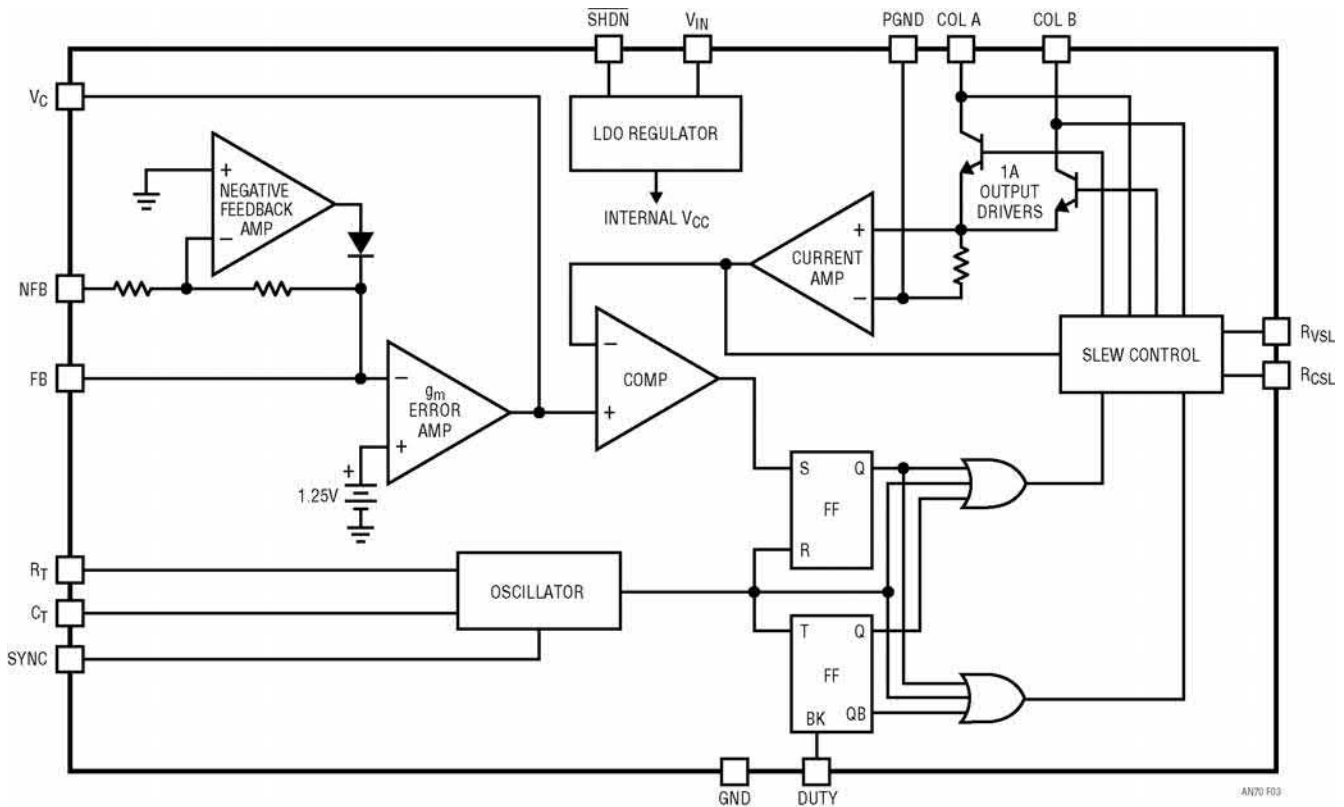 SHDN
VIN
PGND
COL A
COL B
VC
LDO REGULATOR
+
NEGATIVE
FEEDBACK
AMP
−
1A
OUTPUT
DRIVERS
INTERNAL VCC
+
CURRENT
AMP
−
NFB
RVSL
−
SLEW CONTROL
FB
−
COMP
RCSL
gm
ERROR
AMP
+
+
+
1.25V
S
Q
FF
R
RT
OSCILLATOR
CT
T
Q
SYNC
FF
BK
QB
GND
DUTY
AN70 F03